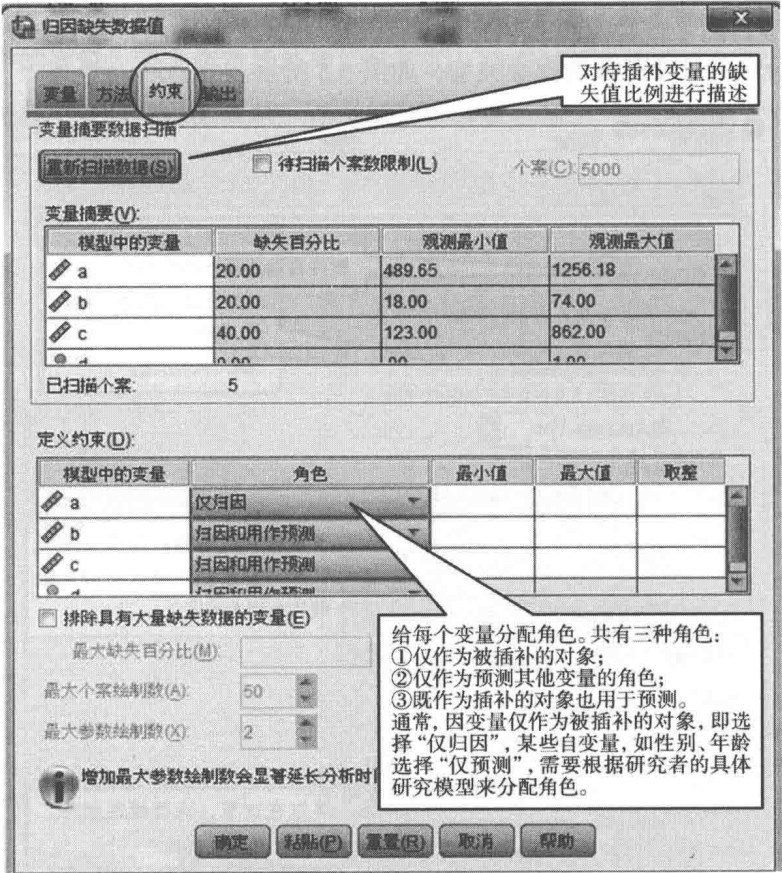 归因缺失数据值
变量 方法 约束 输出
对待插补变量的缺
失值比例进行描述
变量摘要数据扫描
重新扫描数据(S)
待扫描个案数限制(L)
个案(C): 5000
变量摘要(V):
模型中的变量 缺失百分比 观测最小值 观测最大值
a 20.00 489.65 1256.18
b 20.00 18.00 74.00
c 40.00 123.00 862.00
已扫描个案: 5
定义约束(D):
模型中的变量 角色 最小值 最大值 取整
a 仅归因
b 归因和用作预测
c 归因和用作预测
d 归因和用作预测
排除具有大量缺失数据的变量(E)
最大缺失百分比(M):
最大个案绘制数(A): 50
最大参数绘制数(X): 2
增加最大参数绘制数会显著延长分析时
给每个变量分配角色。共有三种角色:
①仅作为被插补的对象;
②仅作为预测其他变量的角色;
③既作为插补的对象也用于预测。
通常,因变量仅作为被插补的对象,即选
择“仅归因”,某些自变量,如性别、年龄
选择“仅预测”,需要根据研究者的具体
研究模型来分配角色。
确定 粘贴(P) 重置(R) 取消 帮助